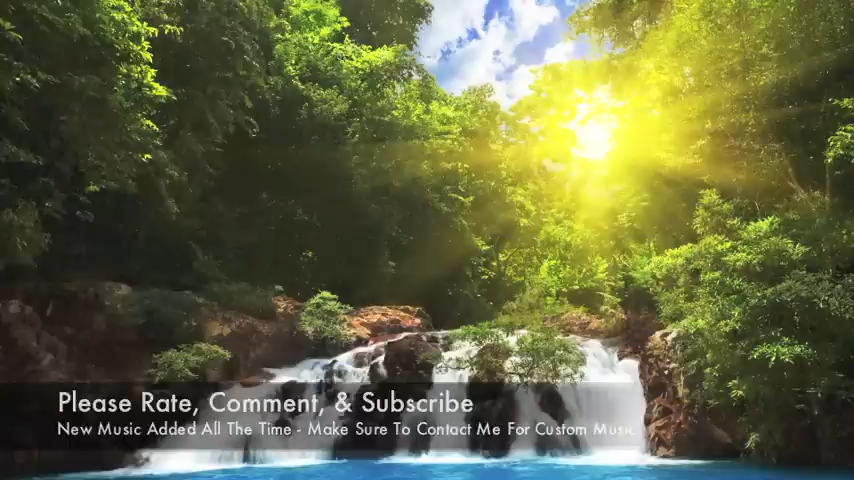 Please Rate, Comment, & Subscribe
New Music Added All The Time - Make Sure To Contact Me For Custom Music